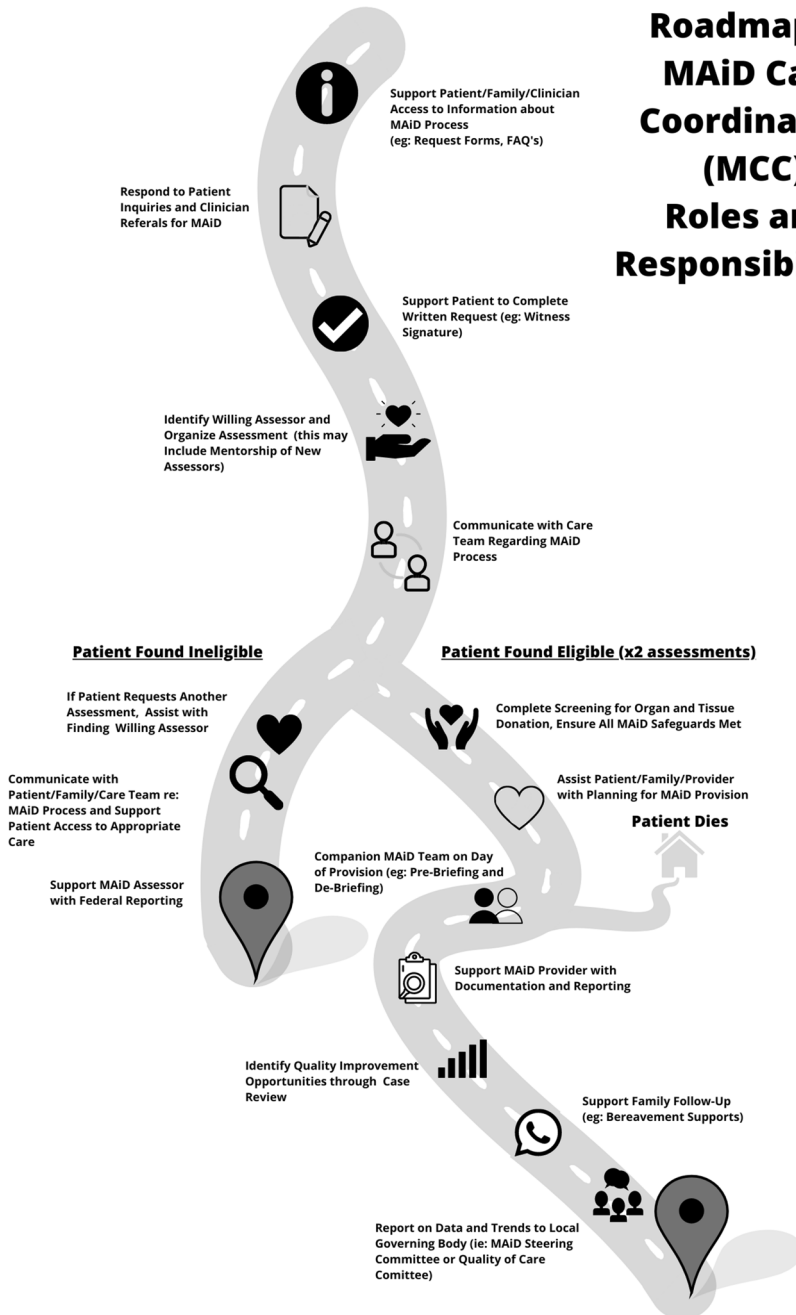 Roadmap
MAiD Ca
Coordina
(MCC)
Roles an
Responsib
Support Patient/Family/Clinician
Access to Information about
MAiD Process
(eg: Request Forms, FAQ's)
Respond to Patient
Inquiries and Clinician
Referals for MAiD
Support Patient to Complete
Written Request (eg: Witness
Signature)
Identify Willing Assessor and
Organize Assessment (this may
Include Mentorship of New
Assessors)
Communicate with Care
Team Regarding MAiD
Process
Patient Found Ineligible
If Patient Requests Another
Assessment, Assist with
Finding Willing Assessor
Communicate with
Patient/Family/Care Team re:
MAiD Process and Support
Patient Access to Appropriate
Care
Support MAiD Assessor
with Federal Reporting
Patient Found Eligible (x2 assessments)
Complete Screening for Organ and Tissue
Donation, Ensure All MAiD Safeguards Met
Assist Patient/Family/Provider
with Planning for MAiD Provision
Patient Dies
Companion MAiD Team on Day
of Provision (eg: Pre-Briefing and
De-Briefing)
Support MAiD Provider with
Documentation and Reporting
Identify Quality Improvement
Opportunities through Case
Review
Support Family Follow-Up
(eg: Bereavement Supports)
Report on Data and Trends to Local
Governing Body (ie: MAiD Steering
Committee or Quality of Care
Comittee)